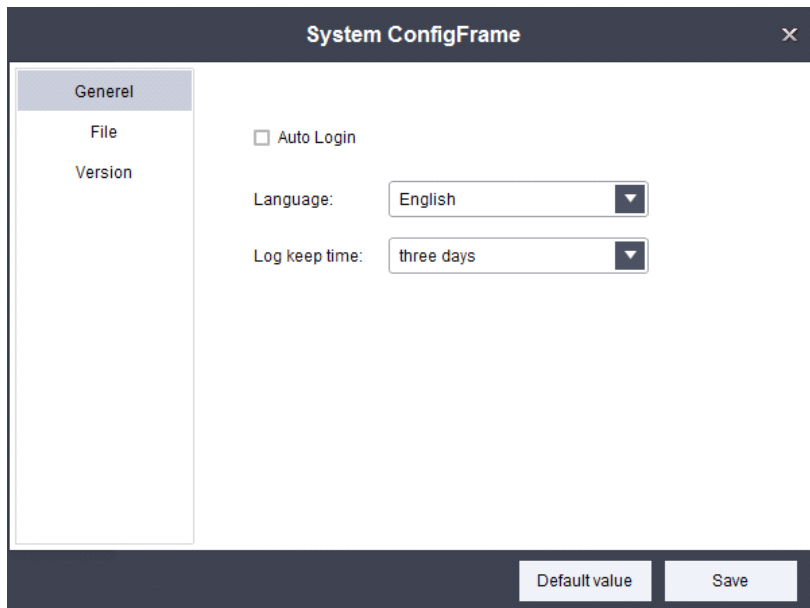 System ConfigFrame
Generel
File
Version
Auto Login
Language: English
Log keep time: three days
Default value Save